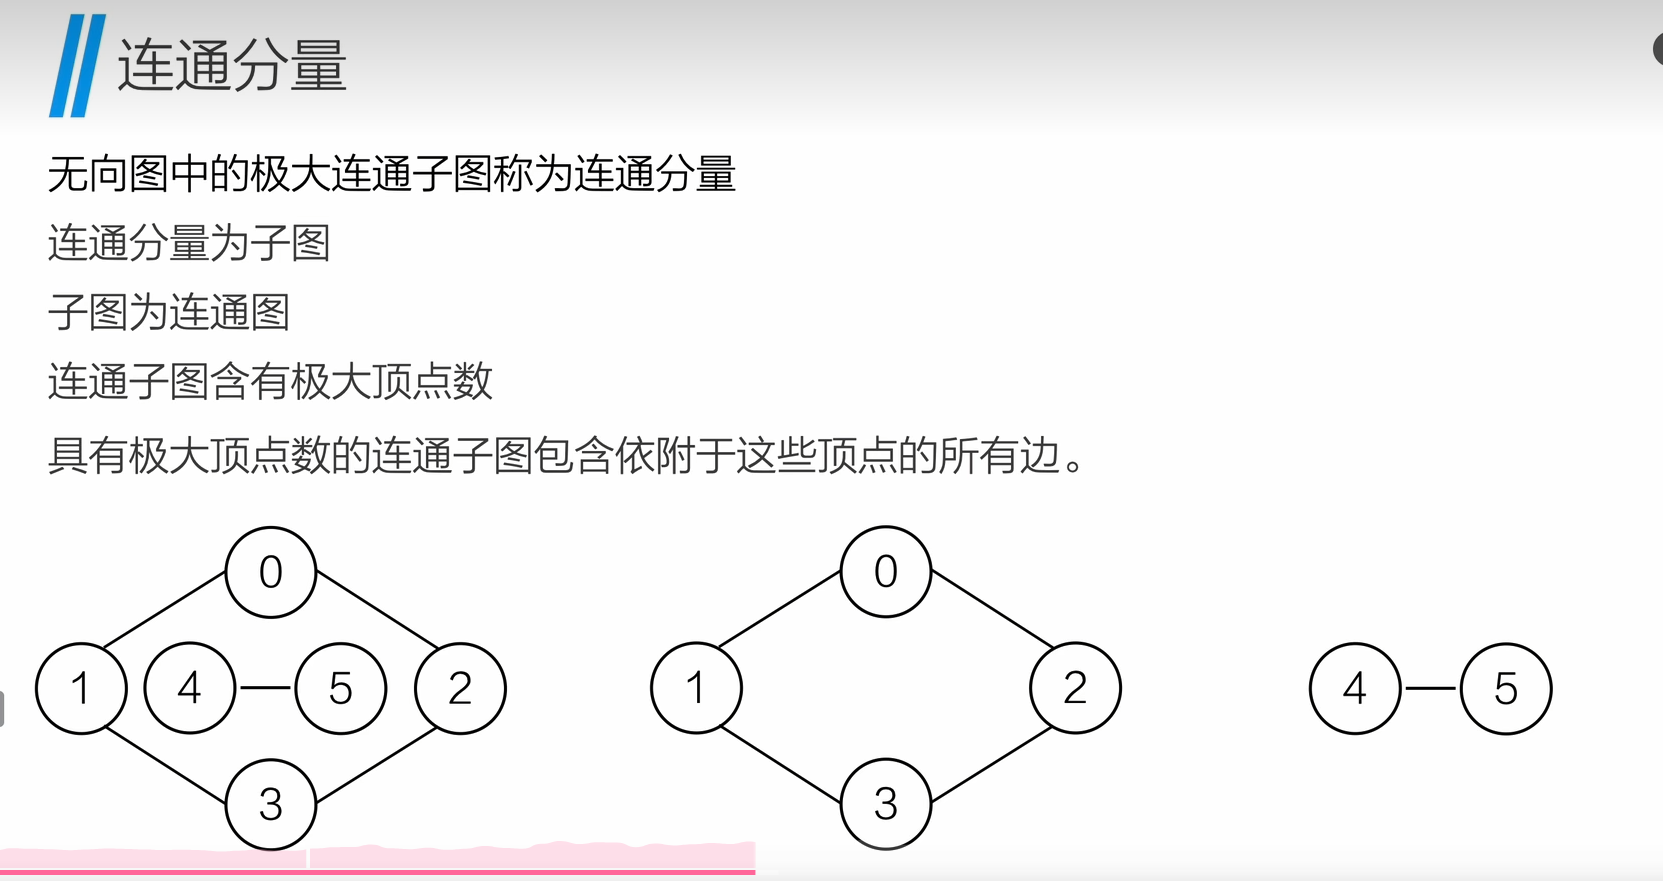 连通分量
无向图中的极大连通子图称为连通分量
连通分量为子图
子图为连通图
连通子图含有极大顶点数
具有极大顶点数的连通子图包含依附于这些顶点的所有边。
0
1 4 5 2
3
0
1 2
3
4 5